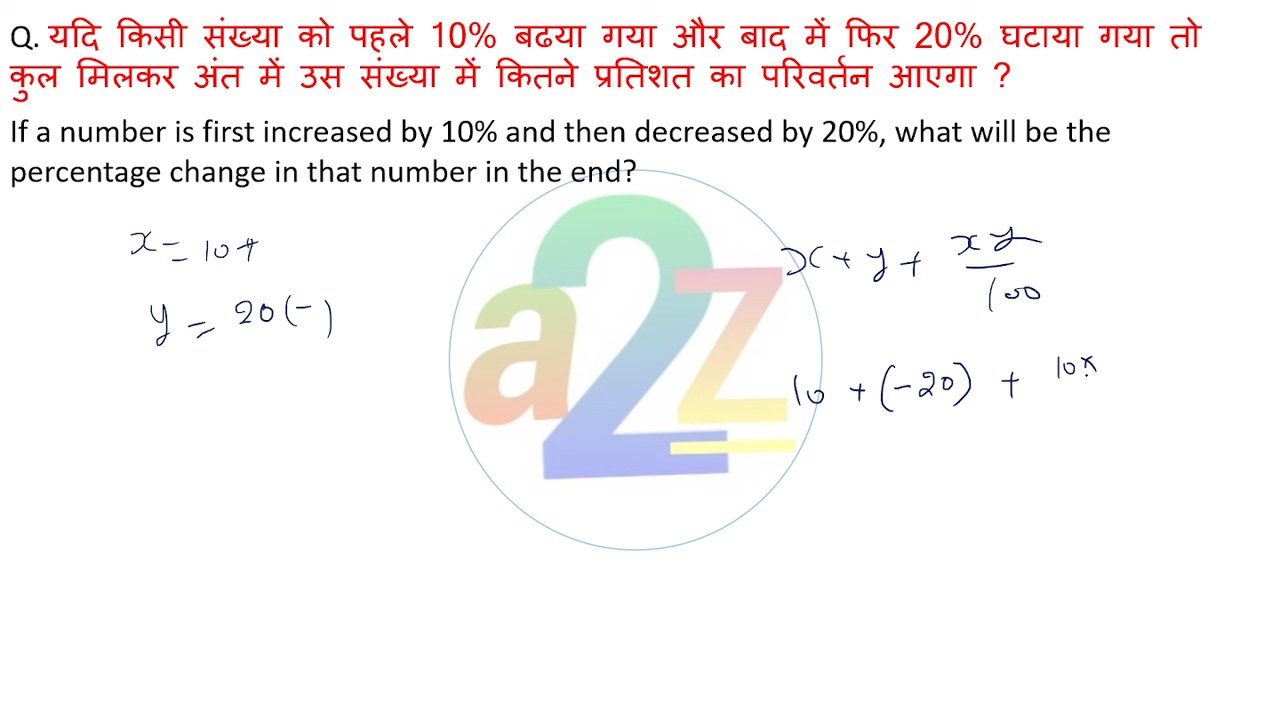 Q. यदि किसी संख्या को पहले 10% बढया गया और बाद में फिर 20% घटाया गया तो
कुल मिलकर अंत में उस संख्या में कितने प्रतिशत का परिवर्तन आएगा ?
If a number is first increased by 10% and then decreased by 20%, what will be the
percentage change in that number in the end?
x = 10+
y = 20(-)
x + y + xy/100
10 + (-20) + 10x
a2z